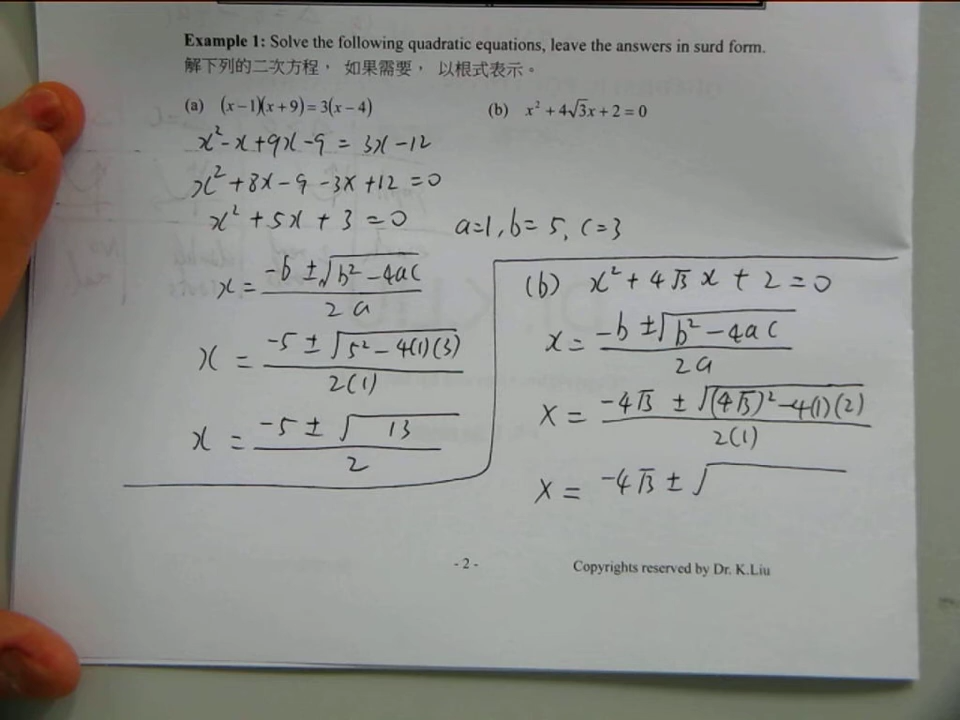 Example 1: Solve the following quadratic equations, leave the answers in surd form.
解下列的二次方程， 如果需要， 以根式表示。
(a) (x−1)(x+9)=3(x−4)
(b) x²+4√3x+2=0
x²-x+9x-9 = 3x-12
x²+8x-9-3x+12=0
x²+5x+3=0
a=1, b=5, c=3
x = (-b ± √(b²-4ac)) / 2a
x = (-5 ± √(5²-4(1)(3))) / 2(1)
x = (-5 ± √13) / 2
(b) x²+4√3 x+2=0
x = (-b ± √(b²-4ac)) / 2a
x = (-4√3 ± √((4√3)²-4(1)(2))) / 2(1)
x = -4√3 ± √
- 2 -
Copyrights reserved by Dr. K.Liu